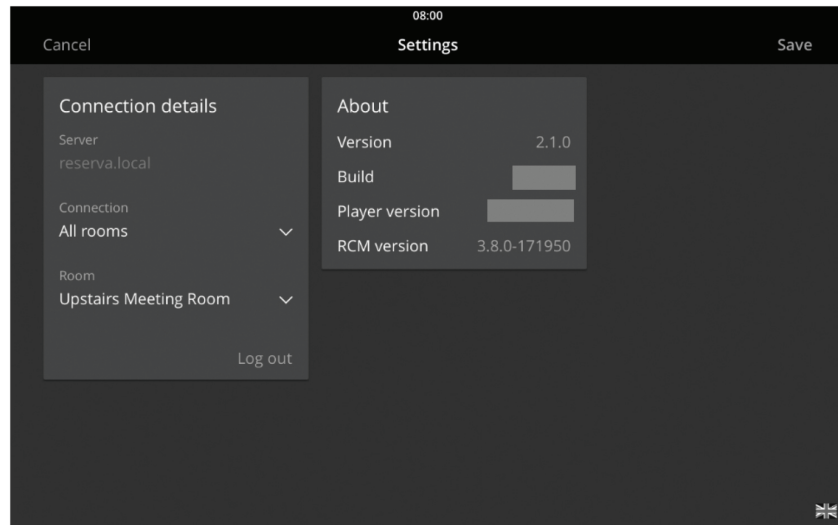 08:00
Cancel Settings Save
Connection details
Server
reserva.local
Connection
All rooms
Room
Upstairs Meeting Room
Log out
About
Version 2.1.0
Build
Player version
RCM version 3.8.0-171950